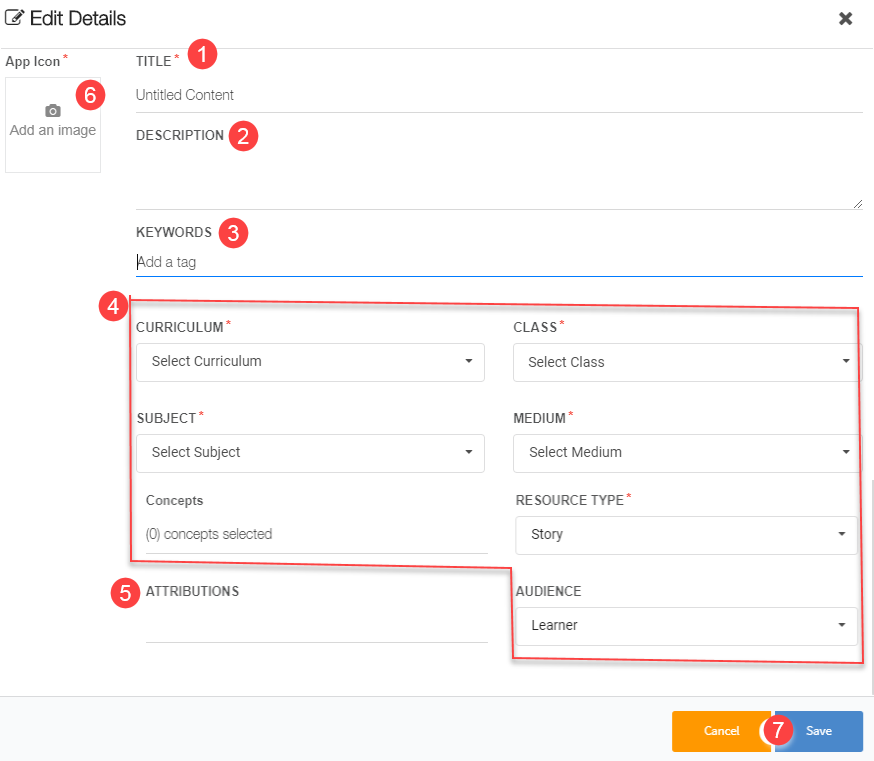 Edit Details
App Icon *
TITLE * 1
6
Add an image
Untitled Content
DESCRIPTION 2
KEYWORDS 3
Add a tag
4
CURRICULUM * CLASS *
Select Curriculum Select Class
SUBJECT * MEDIUM *
Select Subject Select Medium
Concepts RESOURCE TYPE *
(0) concepts selected Story
5 ATTRIBUTIONS AUDIENCE
Learner
Cancel 7 Save